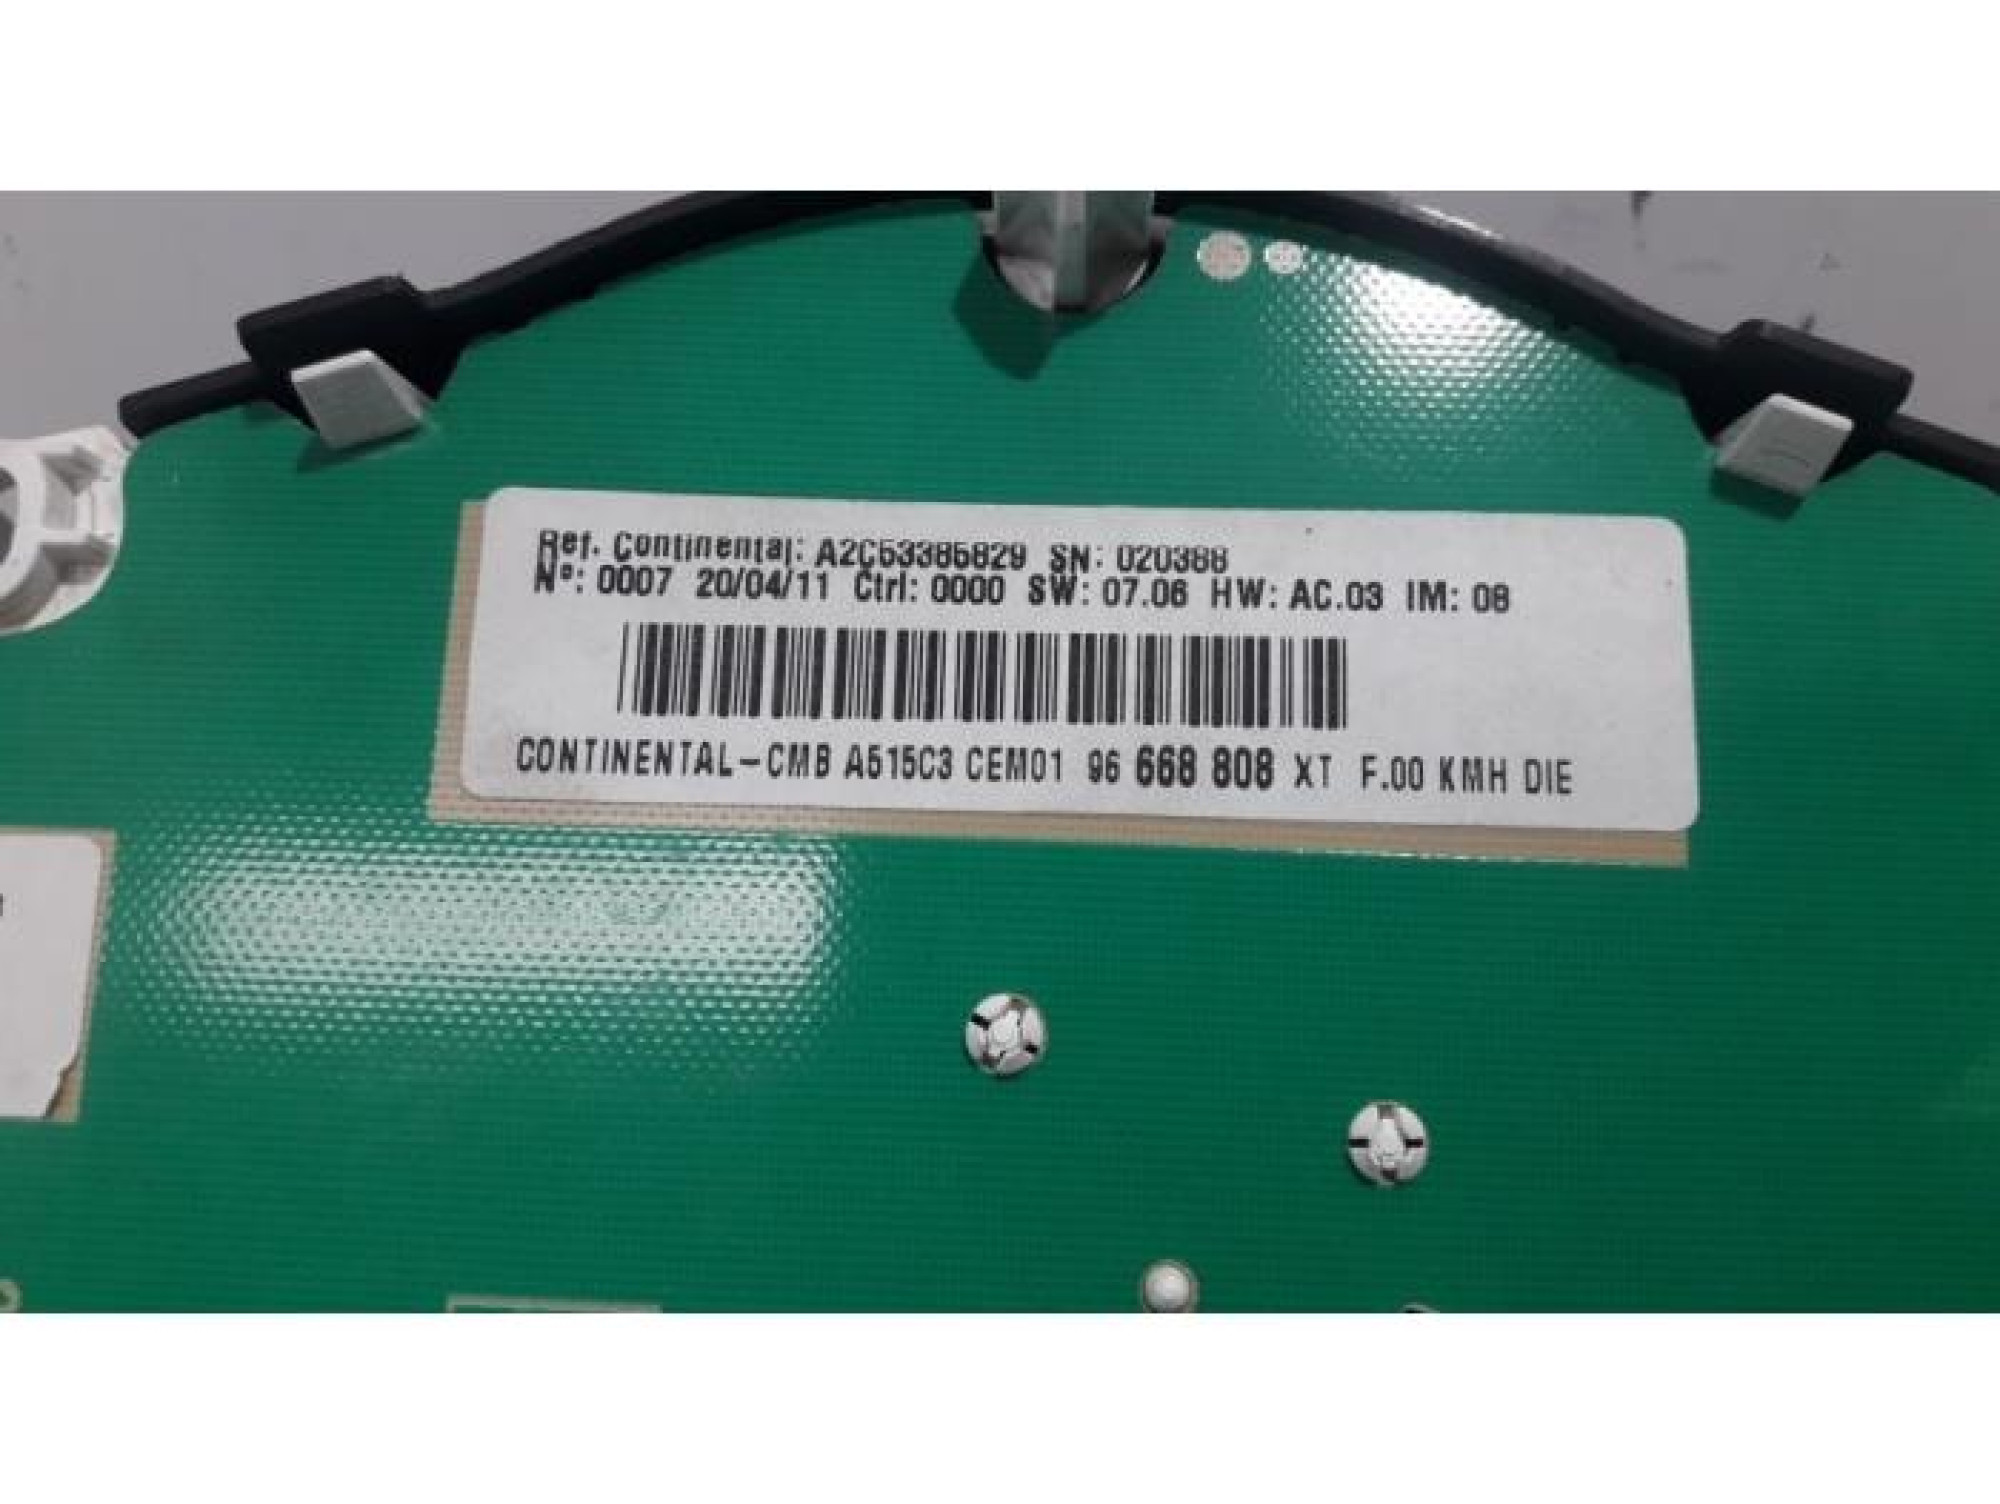 Ref. Continental: A2C53385829 SN: 020388
Nº: 0007 20/04/11 Ctrl: 0000 SW: 07.06 HW: AC.03 IM: 08
CONTINENTAL-CMB A515C3 CEM01 96 668 808 XT F.00 KMH DIE